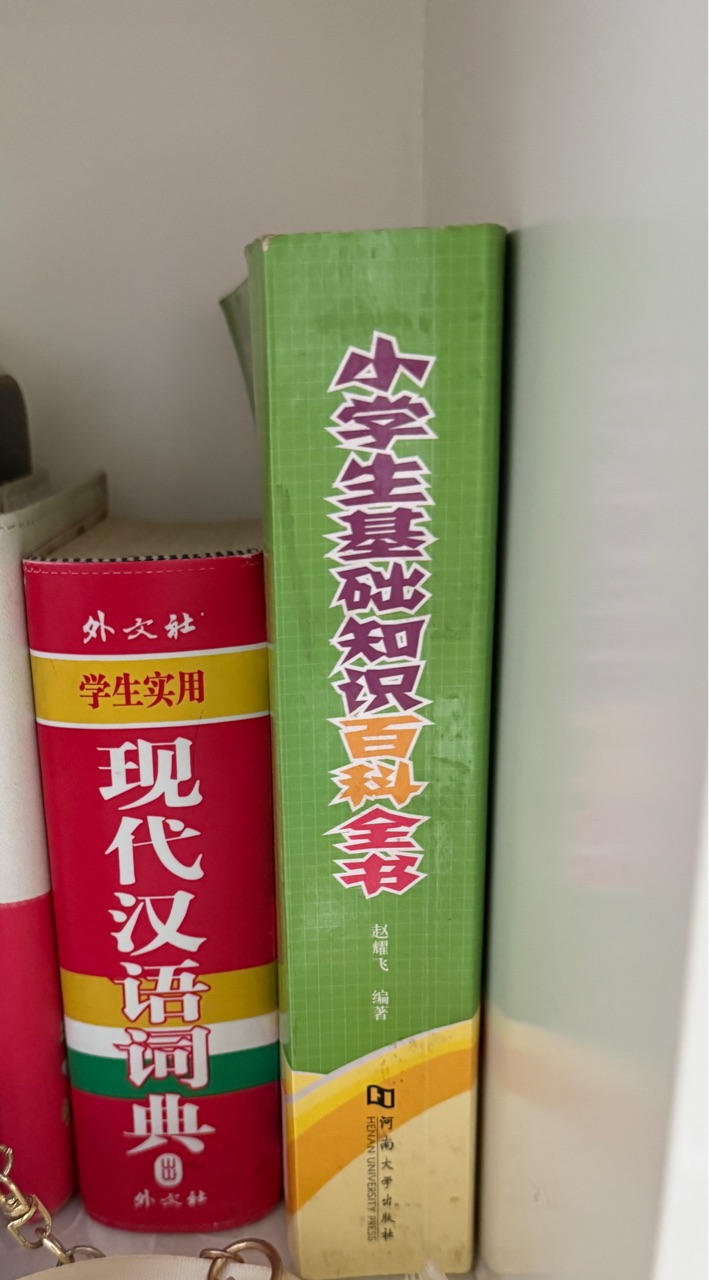 外文社
学生实用
现代汉语词典
外文社
小学生基础知识百科全书
赵耀飞 编著
河南大学出版社
HENAN UNIVERSITY PRESS